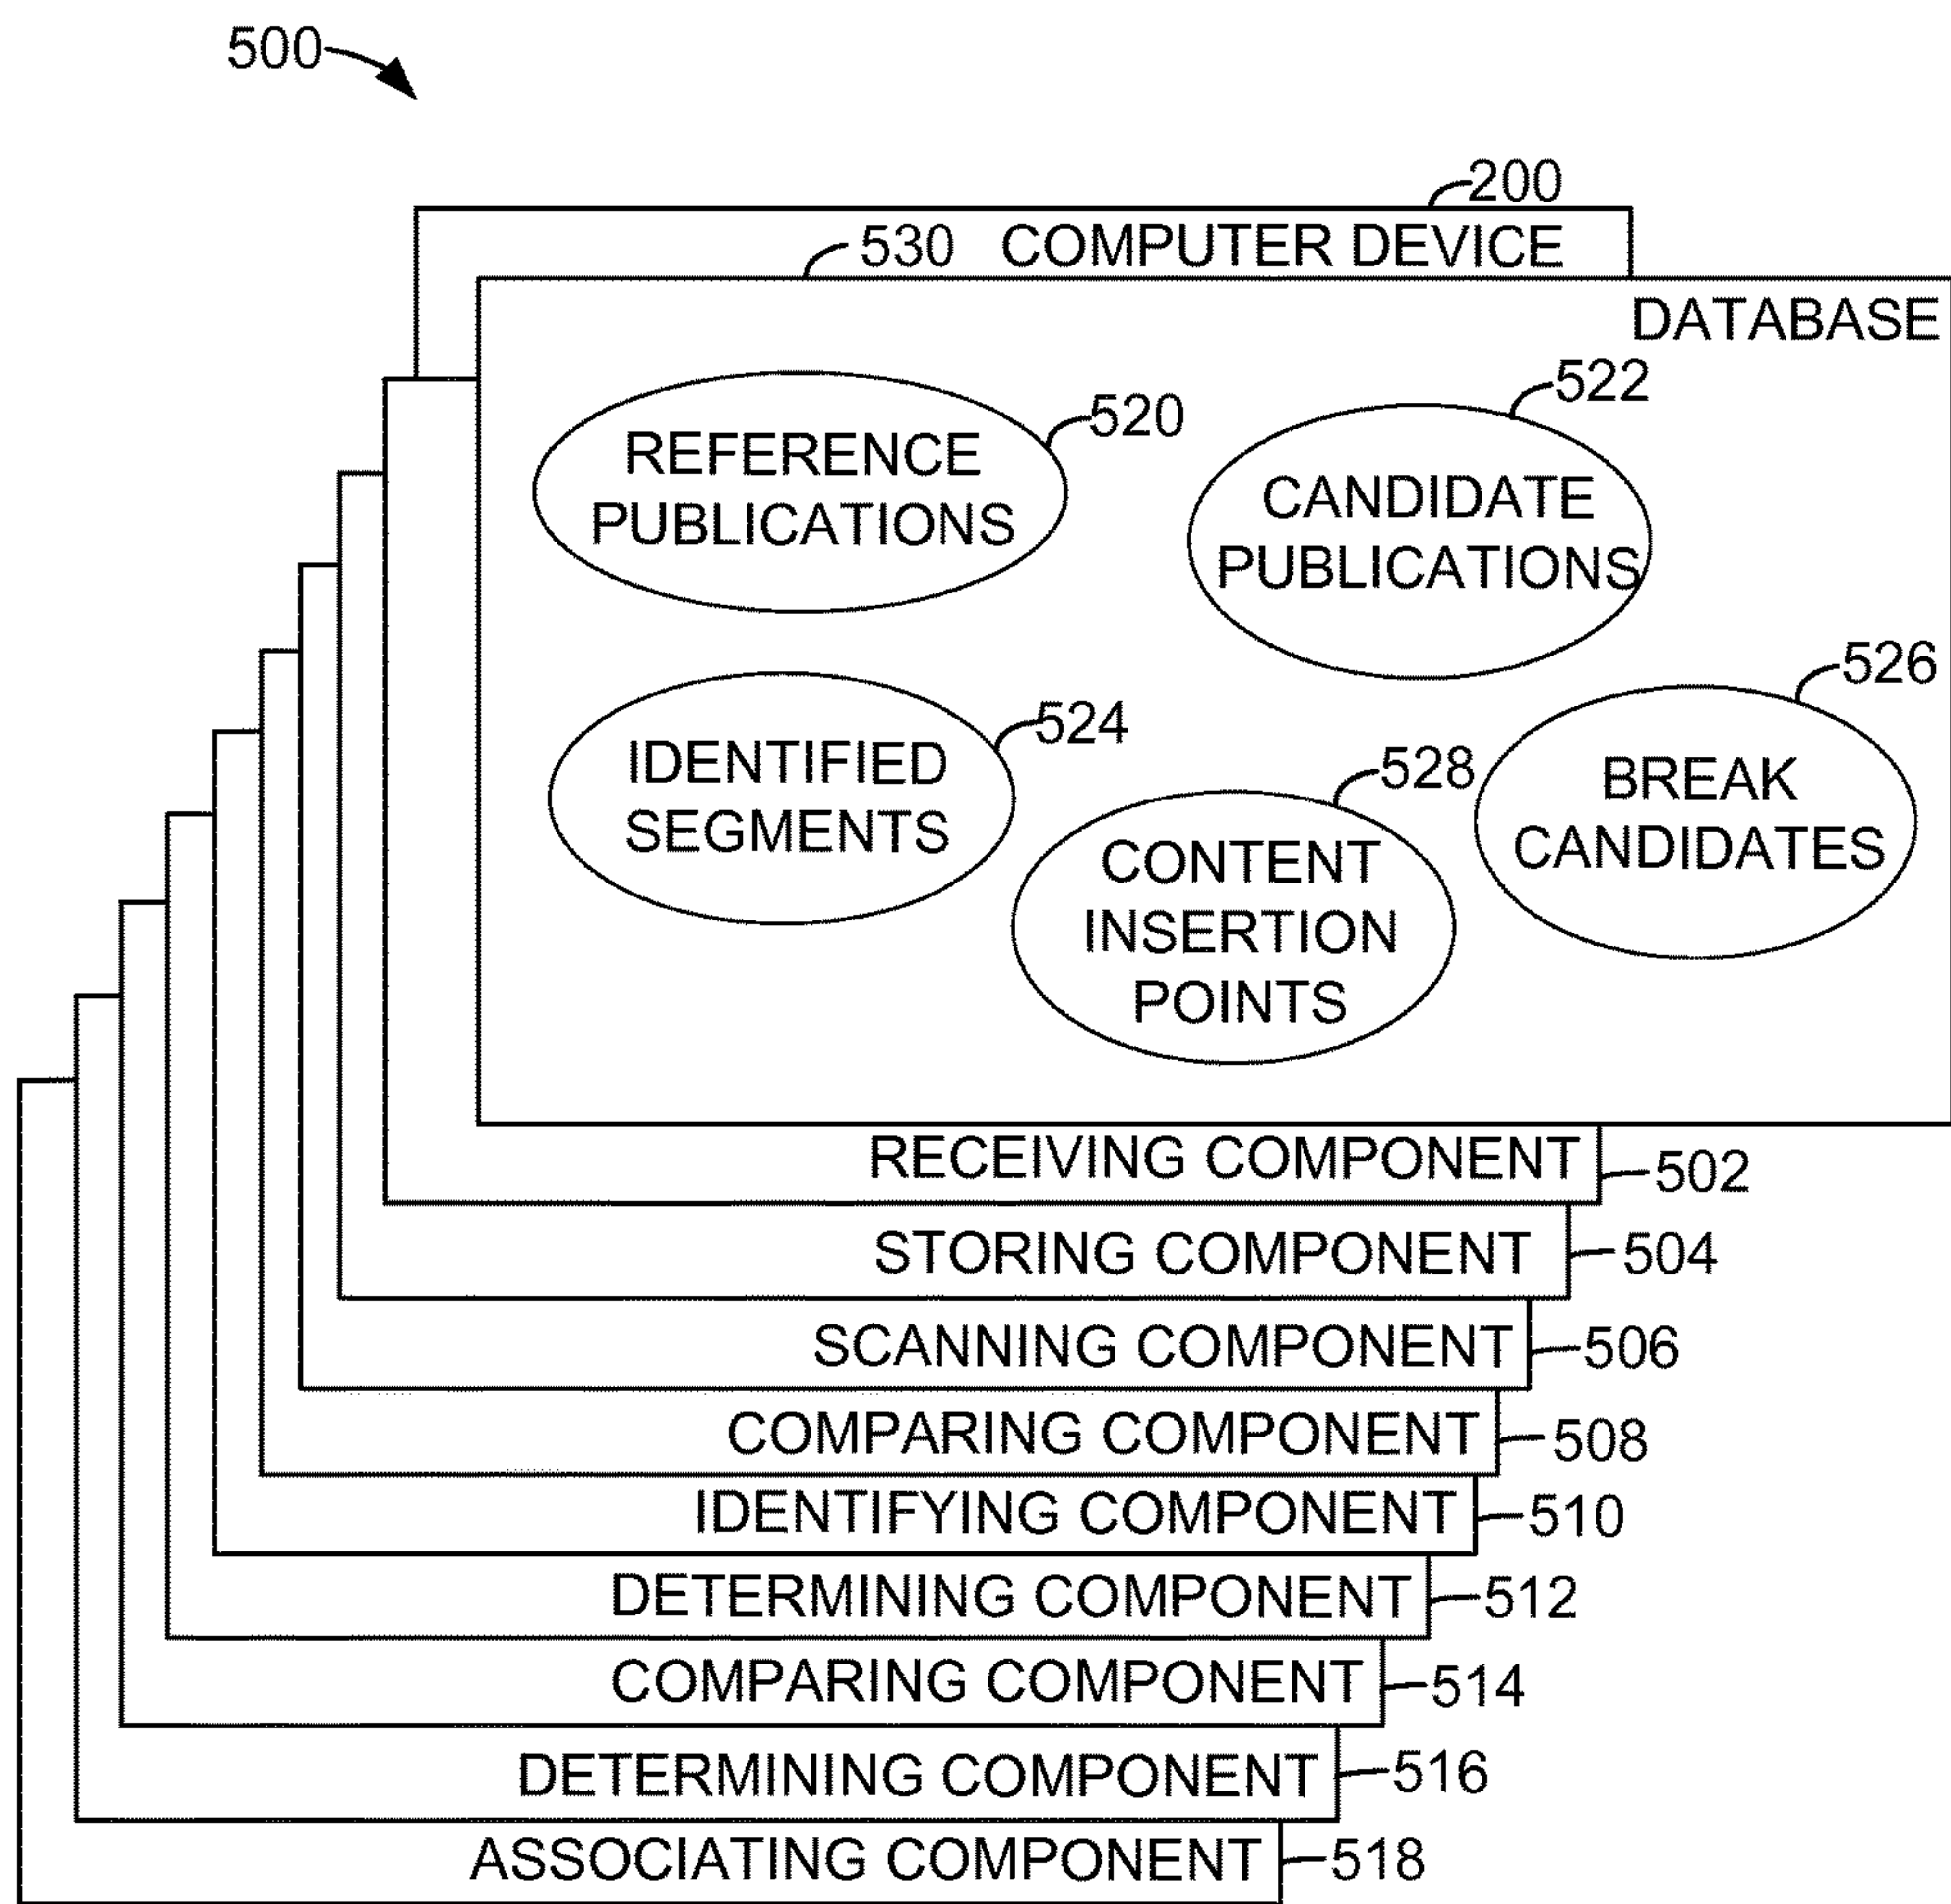 500
200
530 COMPUTER DEVICE
DATABASE
522
520
REFERENCE
PUBLICATIONS
CANDIDATE
PUBLICATIONS
526
524
IDENTIFIED
SEGMENTS
528
BREAK
CANDIDATES
CONTENT
INSERTION
POINTS
RECEIVING COMPONENT 502
STORING COMPONENT 504
SCANNING COMPONENT 506
COMPARING COMPONENT 508
IDENTIFYING COMPONENT 510
DETERMINING COMPONENT 512
COMPARING COMPONENT 514
DETERMINING COMPONENT 516
ASSOCIATING COMPONENT 518